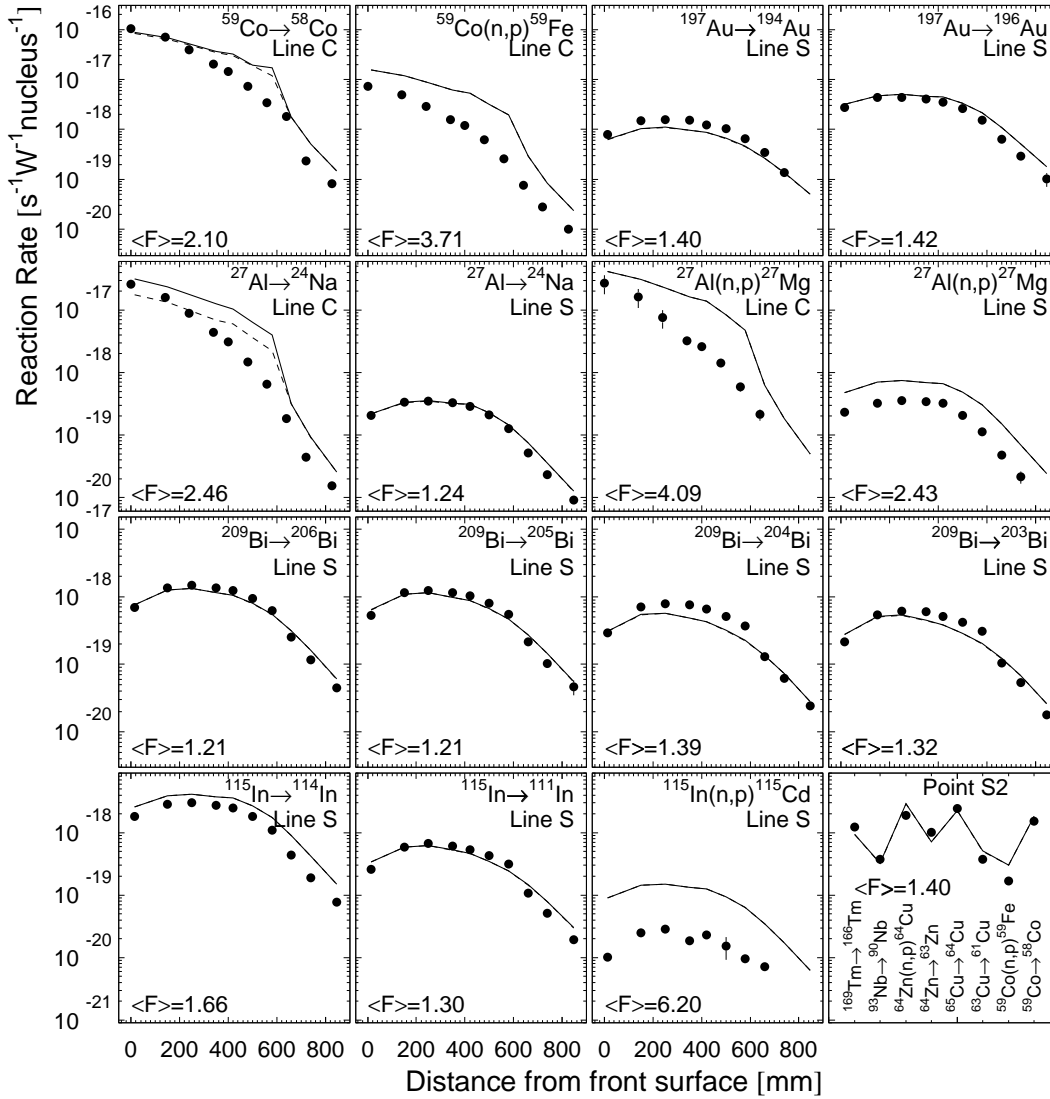 Reaction Rate [s⁻¹W⁻¹nucleus⁻¹]
10⁻¹⁶
10⁻¹⁷
10⁻¹⁸
10⁻¹⁹
10⁻²⁰
⁵⁹Co→⁵⁸Co
Line C
<F>=2.10
⁵⁹Co(n,p)⁵⁹Fe
Line C
<F>=3.71
¹⁹⁷Au→¹⁹⁴Au
Line S
<F>=1.40
¹⁹⁷Au→¹⁹⁶Au
Line S
<F>=1.42
10⁻¹⁷
10⁻¹⁸
10⁻¹⁹
10⁻²⁰
²⁷Al→²⁴Na
Line C
<F>=2.46
²⁷Al→²⁴Na
Line S
<F>=1.24
²⁷Al(n,p)²⁷Mg
Line C
<F>=4.09
²⁷Al(n,p)²⁷Mg
Line S
<F>=2.43
10⁻¹⁷
10⁻¹⁸
10⁻¹⁹
10⁻²⁰
²⁰⁹Bi→²⁰⁶Bi
Line S
<F>=1.21
²⁰⁹Bi→²⁰⁵Bi
Line S
<F>=1.21
²⁰⁹Bi→²⁰⁴Bi
Line S
<F>=1.39
²⁰⁹Bi→²⁰³Bi
Line S
<F>=1.32
10⁻¹⁸
10⁻¹⁹
10⁻²⁰
10⁻²¹
¹¹⁵In→¹¹⁴In
Line S
<F>=1.66
¹¹⁵In→¹¹¹In
Line S
<F>=1.30
¹¹⁵In(n,p)¹¹⁵Cd
Line S
<F>=6.20
Point S2
<F>=1.40
¹⁶⁹Tm→¹⁶⁶Tm
⁹³Nb→⁹⁰Nb
⁶⁴Zn(n,p)⁶⁴Cu
⁶⁴Zn→⁶³Zn
⁶⁵Cu→⁶⁴Cu
⁶³Cu→⁶¹Cu
⁵⁹Co(n,p)⁵⁹Fe
⁵⁹Co→⁵⁸Co
0 200 400 600 800
0 200 400 600 800
0 200 400 600 800
Distance from front surface [mm]